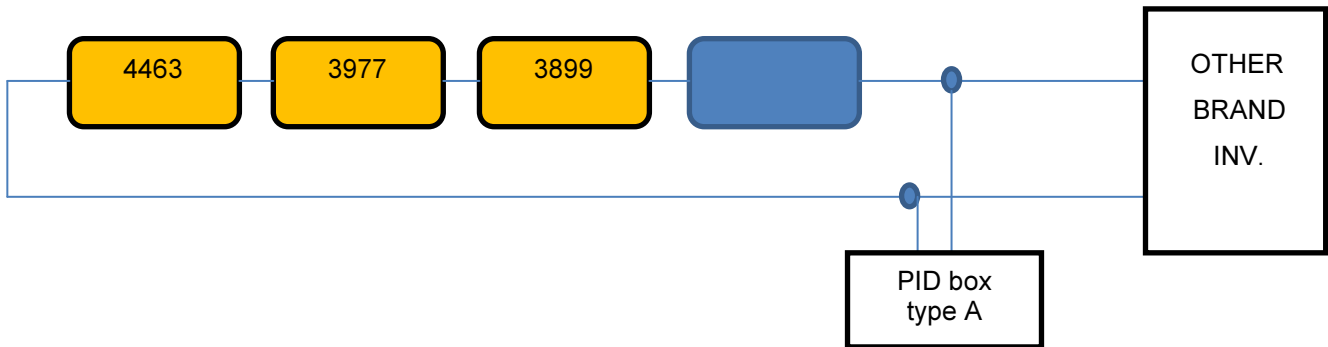 4463
3977
3899
OTHER
BRAND
INV.
PID box
type A